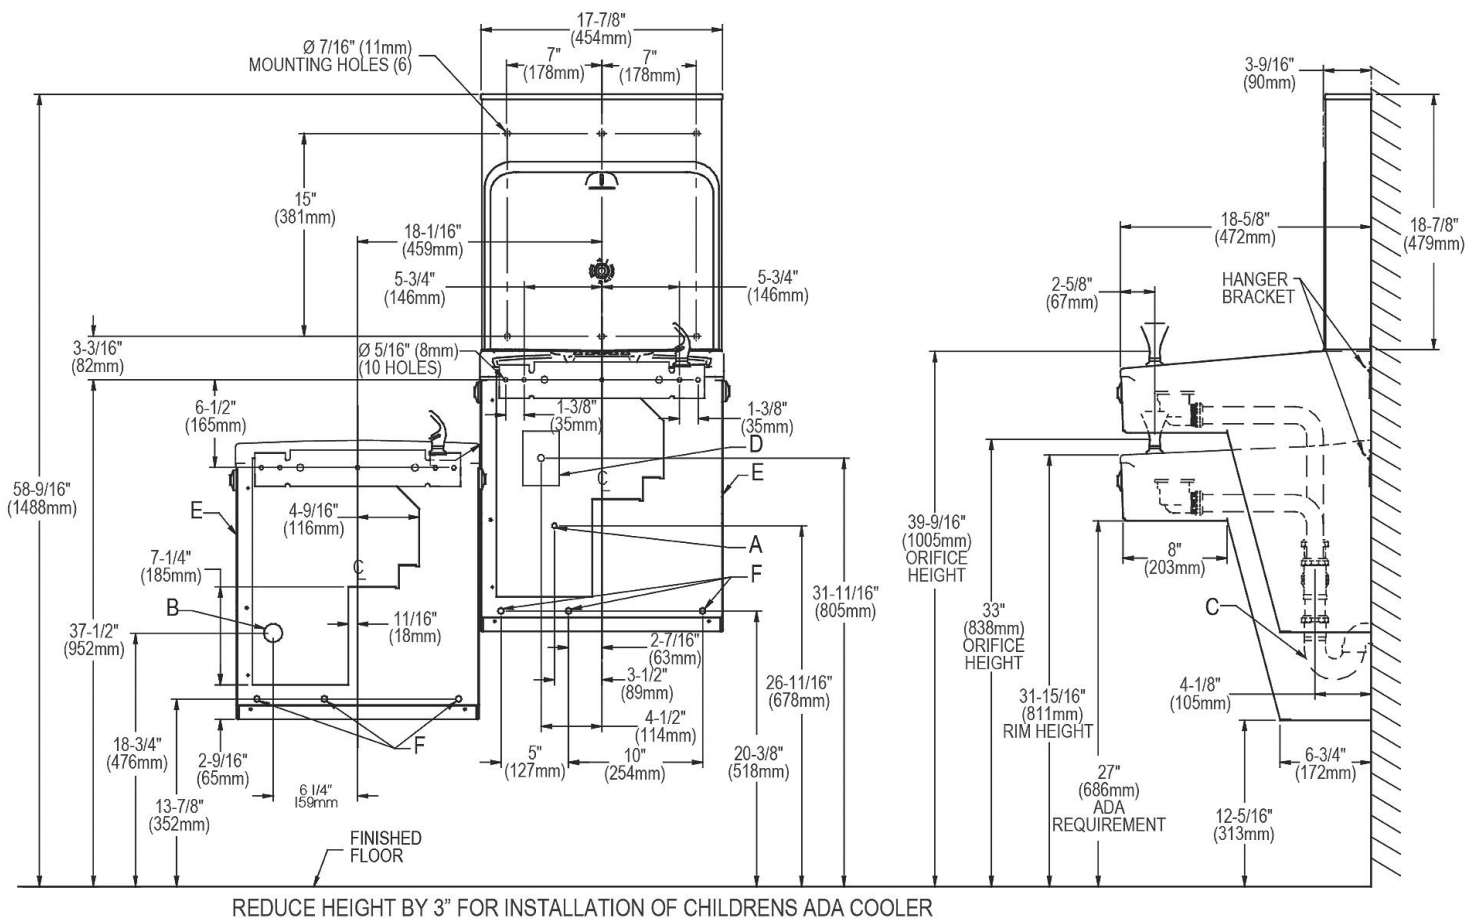 17-7/8"
(454mm)
Ø 7/16" (11mm)
MOUNTING HOLES (6)
7"
(178mm)
7"
(178mm)
3-9/16"
(90mm)
15"
(381mm)
18-1/16"
(459mm)
18-5/8"
(472mm)
18-7/8"
(479mm)
5-3/4"
(146mm)
5-3/4"
(146mm)
2-5/8"
(67mm)
HANGER
BRACKET
3-3/16"
(82mm)
Ø 5/16" (8mm)
(10 HOLES)
6-1/2"
(165mm)
1-3/8"
(35mm)
1-3/8"
(35mm)
D
E
C
L
58-9/16"
(1488mm)
E
4-9/16"
(116mm)
39-9/16"
(1005mm)
ORIFICE
HEIGHT
A
7-1/4"
(185mm)
C
L
8"
(203mm)
F
31-11/16"
(805mm)
B
11/16"
(18mm)
C
33"
(838mm)
ORIFICE
HEIGHT
37-1/2"
(952mm)
2-7/16"
(63mm)
3-1/2"
(89mm)
26-11/16"
(678mm)
4-1/8"
(105mm)
31-15/16"
(811mm)
RIM HEIGHT
4-1/2"
(114mm)
18-3/4"
(476mm)
F
2-9/16"
(65mm)
5"
(127mm)
10"
(254mm)
20-3/8"
(518mm)
6-3/4"
(172mm)
27"
(686mm)
ADA
REQUIREMENT
6 1/4"
159mm
13-7/8"
(352mm)
12-5/16"
(313mm)
FINISHED
FLOOR
REDUCE HEIGHT BY 3" FOR INSTALLATION OF CHILDRENS ADA COOLER